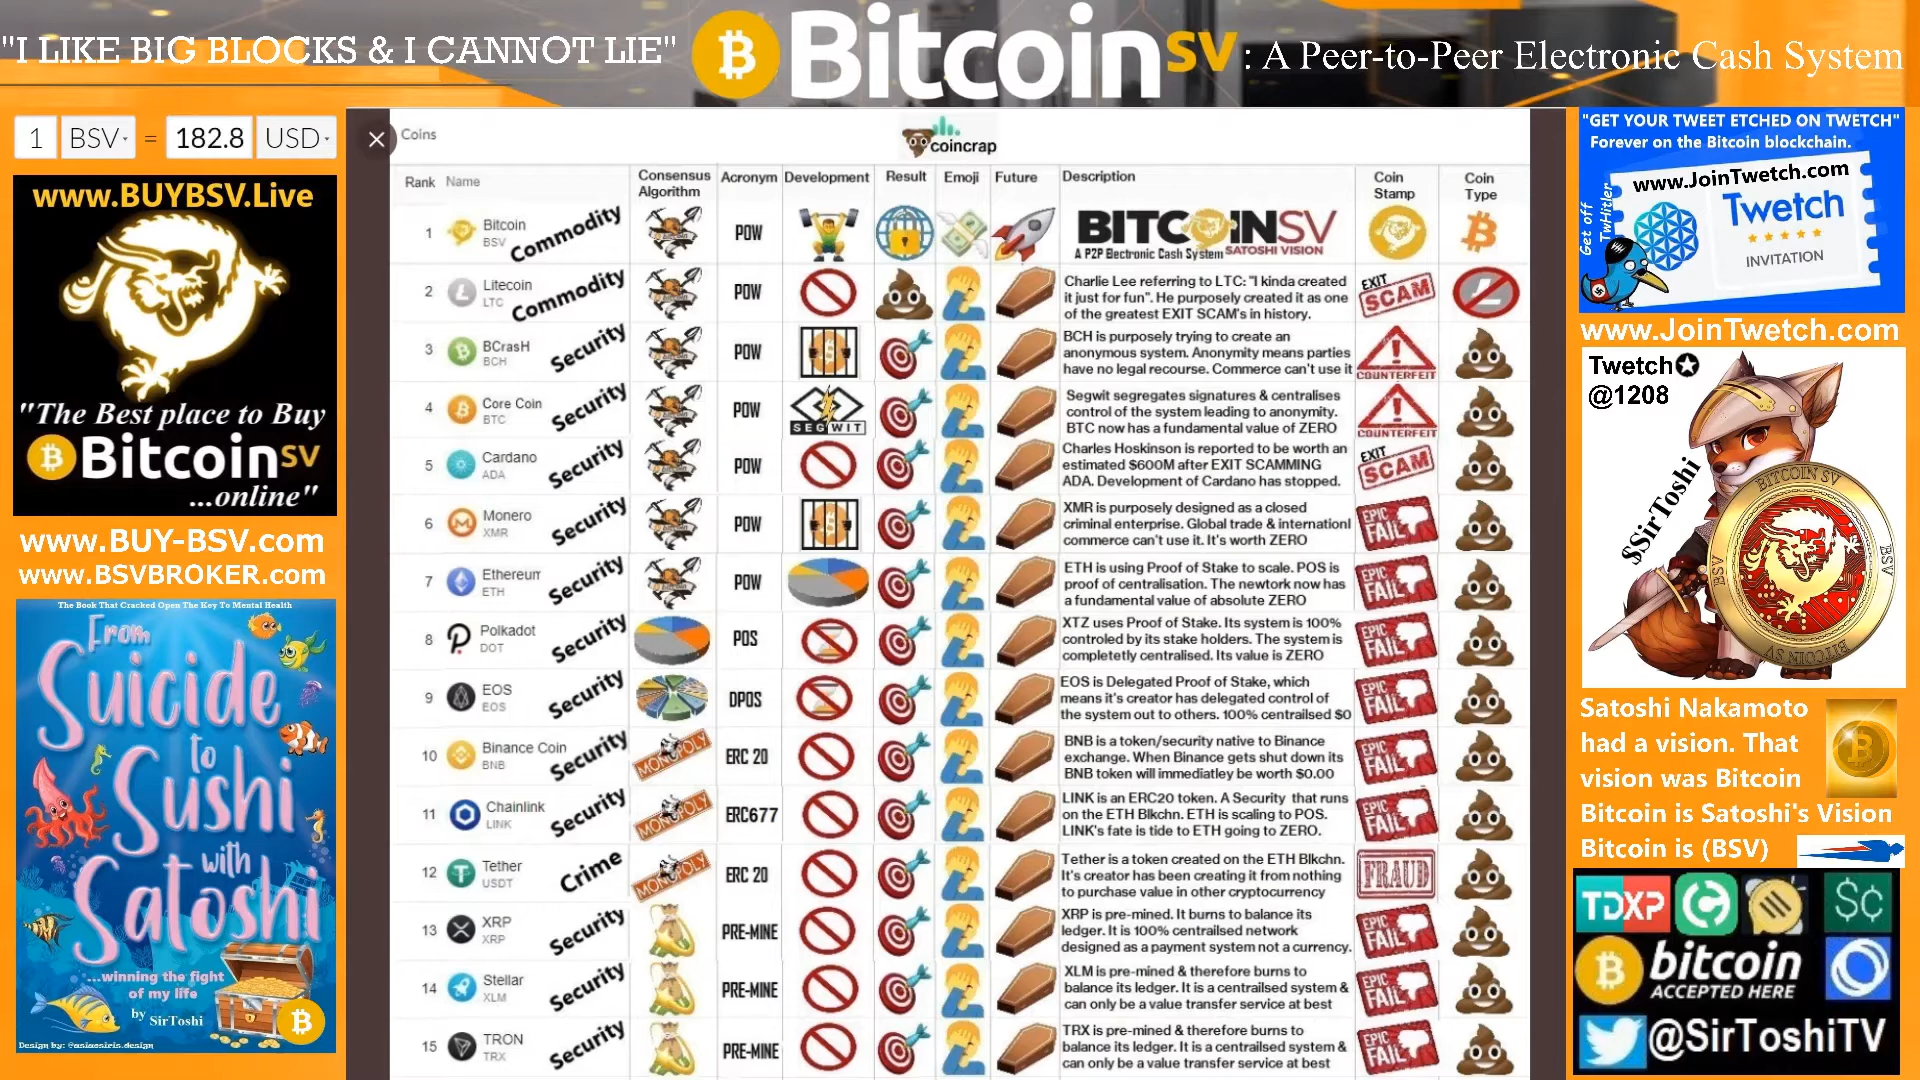 "I LIKE BIG BLOCKS & I CANNOT LIE"
BitcoinSV : A Peer-to-Peer Electronic Cash System
1 BSV = 182.8 USD
www.BUYBSV.Live
"The Best place to Buy
BitcoinSV
...online"
www.BUY-BSV.com
www.BSVBROKER.com
The Book That Cracked Open The Key To Mental Health
From
Suicide
to
Sushi
with
Satoshi
...winning the fight
of my life
by SirToshi
Design by: @asiaosiris.design
Coins
coincrap
Rank Name Consensus Algorithm Acronym Development Result Emoji Future Description Coin Stamp Coin Type
1 Bitcoin BSV Commodity POW BITCOINSV A P2P Electronic Cash System SATOSHI VISION
2 Litecoin LTC Commodity POW
Charlie Lee referring to LTC: "I kinda created
it just for fun". He purposely created it as one
of the greatest EXIT SCAM's in history.
EXIT SCAM
3 BCrasH BCH Security POW
BCH is purposely trying to create an
anonymous system. Anonymity means parties
have no legal recourse. Commerce can't use it
COUNTERFEIT
4 Core Coin BTC Security POW SEGWIT
Segwit segregates signatures & centralises
control of the system leading to anonymity.
BTC now has a fundamental value of ZERO
COUNTERFEIT
5 Cardano ADA Security POW
Charles Hoskinson is reported to be worth an
estimated $600M after EXIT SCAMMING
ADA. Development of Cardano has stopped.
EXIT SCAM
6 Monero XMR Security POW
XMR is purposely designed as a closed
criminal enterprise. Global trade & internationl
commerce can't use it. It's worth ZERO
EPIC FAIL
7 Ethereum ETH Security POW
ETH is using Proof of Stake to scale. POS is
proof of centralisation. The newtork now has
a fundamental value of absolute ZERO
EPIC FAIL
8 Polkadot DOT Security POS
XTZ uses Proof of Stake. Its system is 100%
controled by its stake holders. The system is
completetly centralised. Its value is ZERO
EPIC FAIL
9 EOS EOS Security DPOS
EOS is Delegated Proof of Stake, which
means it's creator has delegated control of
the system out to others. 100% centrailsed $0
EPIC FAIL
10 Binance Coin BNB Security MONOPOLY ERC 20
BNB is a token/security native to Binance
exchange. When Binance gets shut down its
BNB token will immediatley be worth $0.00
EPIC FAIL
11 Chainlink LINK Security MONOPOLY ERC677
LINK is an ERC20 token. A Security that runs
on the ETH Blkchn. ETH is scaling to POS.
LINK's fate is tide to ETH going to ZERO.
EPIC FAIL
12 Tether USDT Crime MONOPOLY ERC 20
Tether is a token created on the ETH Blkchn.
It's creator has been creating it from nothing
to purchase value in other cryptocurrency
FRAUD
13 XRP XRP Security PRE-MINE
XRP is pre-mined. It burns to balance its
ledger. It is 100% centrailsed network
designed as a payment system not a currency.
EPIC FAIL
14 Stellar XLM Security PRE-MINE
XLM is pre-mined & therefore burns to
balance its ledger. It is a centrailsed system &
can only be a value transfer service at best
EPIC FAIL
15 TRON TRX Security PRE-MINE
TRX is pre-mined & therefore burns to
balance its ledger. It is a centrailsed system &
can only be a value transfer service at best
EPIC FAIL
"GET YOUR TWEET ETCHED ON TWETCH"
Forever on the Bitcoin blockchain.
www.JoinTwetch.com
Twetch
INVITATION
Get off
TwHitler
www.JoinTwetch.com
Twetch
@1208
$SirToshi
BITCOIN SV
BSV
BSV
BITCOIN SV
Satoshi Nakamoto
had a vision. That
vision was Bitcoin
Bitcoin is Satoshi's Vision
Bitcoin is (BSV)
TDXP
$C
bitcoin
ACCEPTED HERE
@SirToshiTV